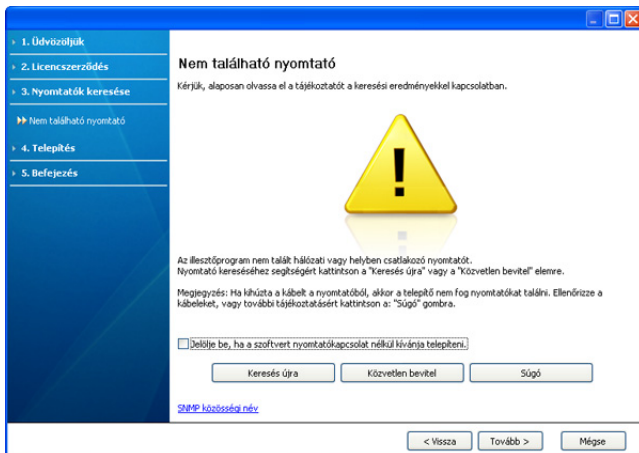 1. Üdvözöljük
2. Licencszerződés
3. Nyomtatók keresése
Nem található nyomtató
4. Telepítés
5. Befejezés
Nem található nyomtató
Kérjük, alaposan olvassa el a tájékoztatót a keresési eredményekkel kapcsolatban.
Az illesztőprogram nem talált hálózati vagy helyben csatlakozó nyomtatót.
Nyomtató kereséséhez segítségért kattintson a "Keresés újra" vagy a "Közvetlen bevitel" elemre.
Megjegyzés: Ha kihúzta a kábelt a nyomtatóból, akkor a telepítő nem fog nyomtatókat találni. Ellenőrizze a
kábeleket, vagy további tájékoztatásért kattintson a: "Súgó" gombra.
Jelölje be, ha a szoftvert nyomtatókapcsolat nélkül kívánja telepíteni.
Keresés újra Közvetlen bevitel Súgó
SNMP közösségi név
< Vissza Tovább > Mégse